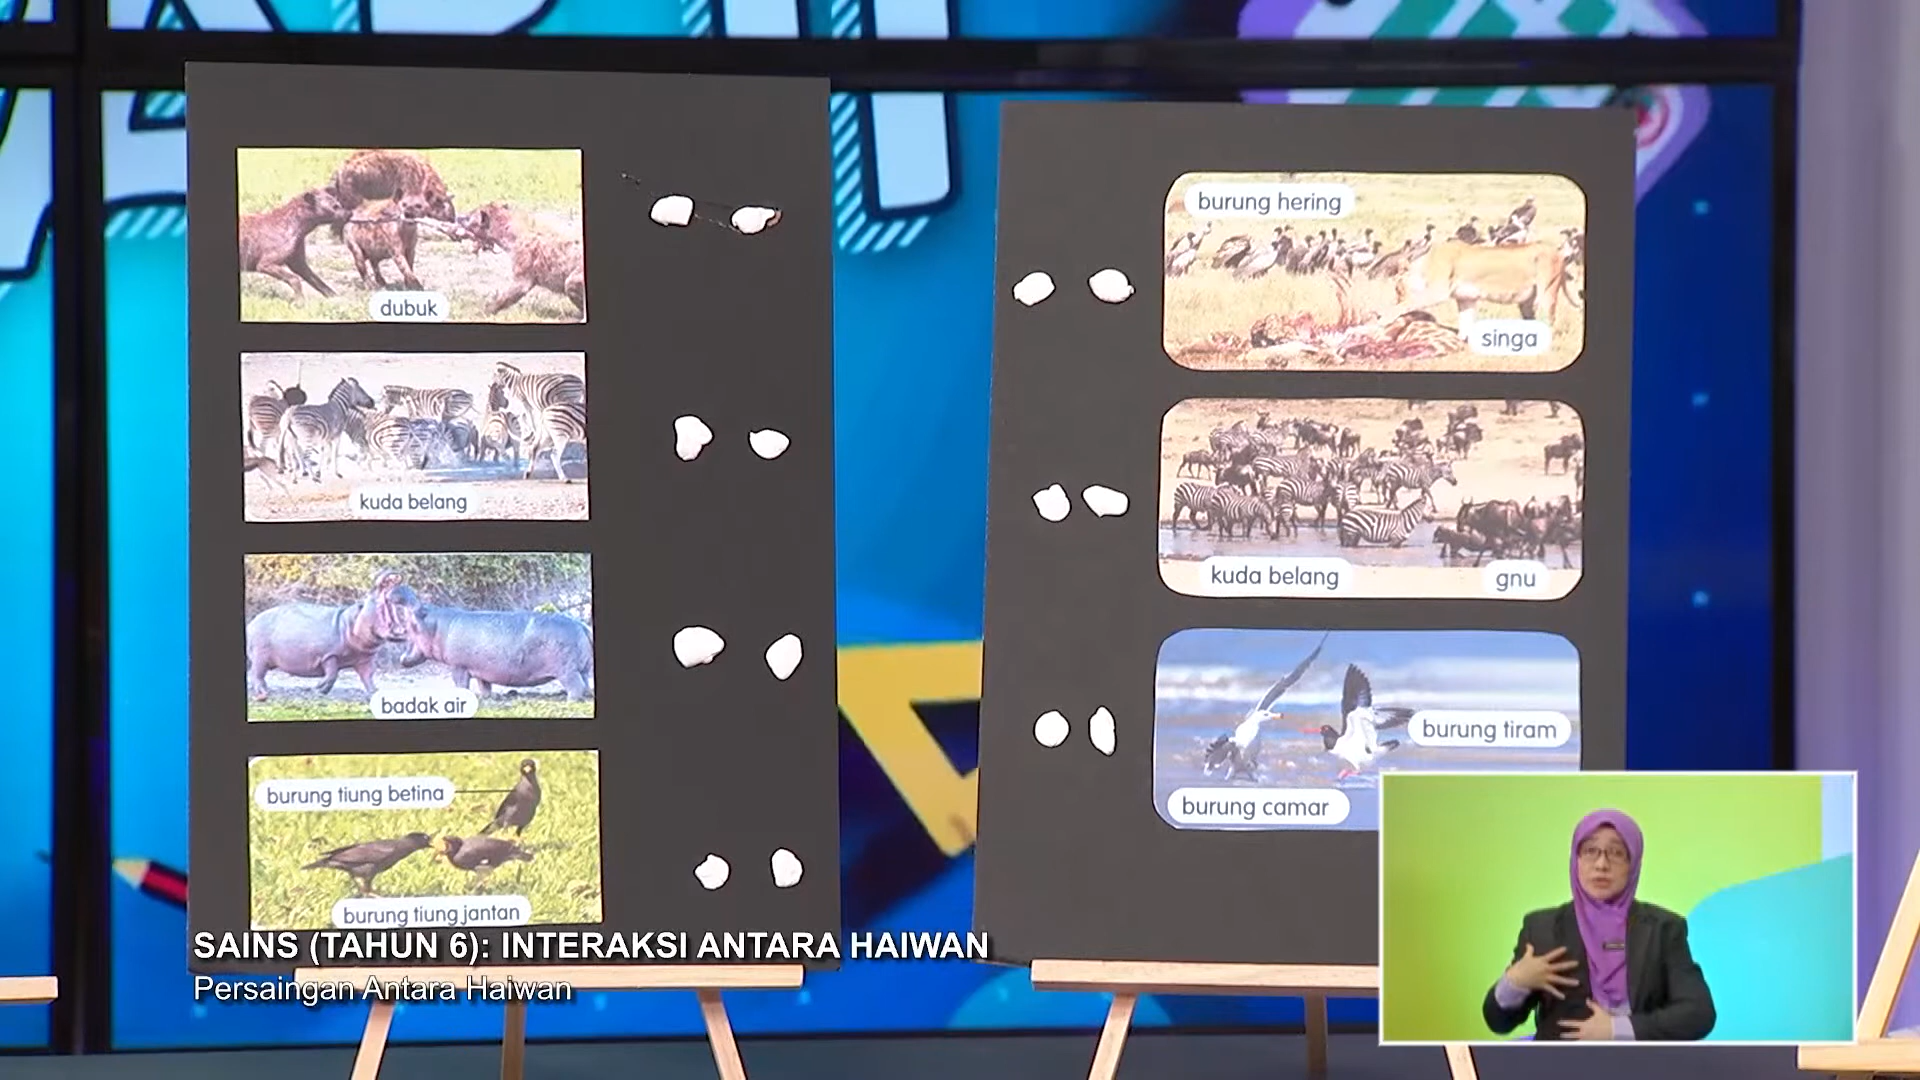 dubuk
kuda belang
badak air
burung tiung betina
burung tiung jantan
burung hering
singa
kuda belang
gnu
burung tiram
burung camar
SAINS (TAHUN 6): INTERAKSI ANTARA HAIWAN
Persaingan Antara Haiwan